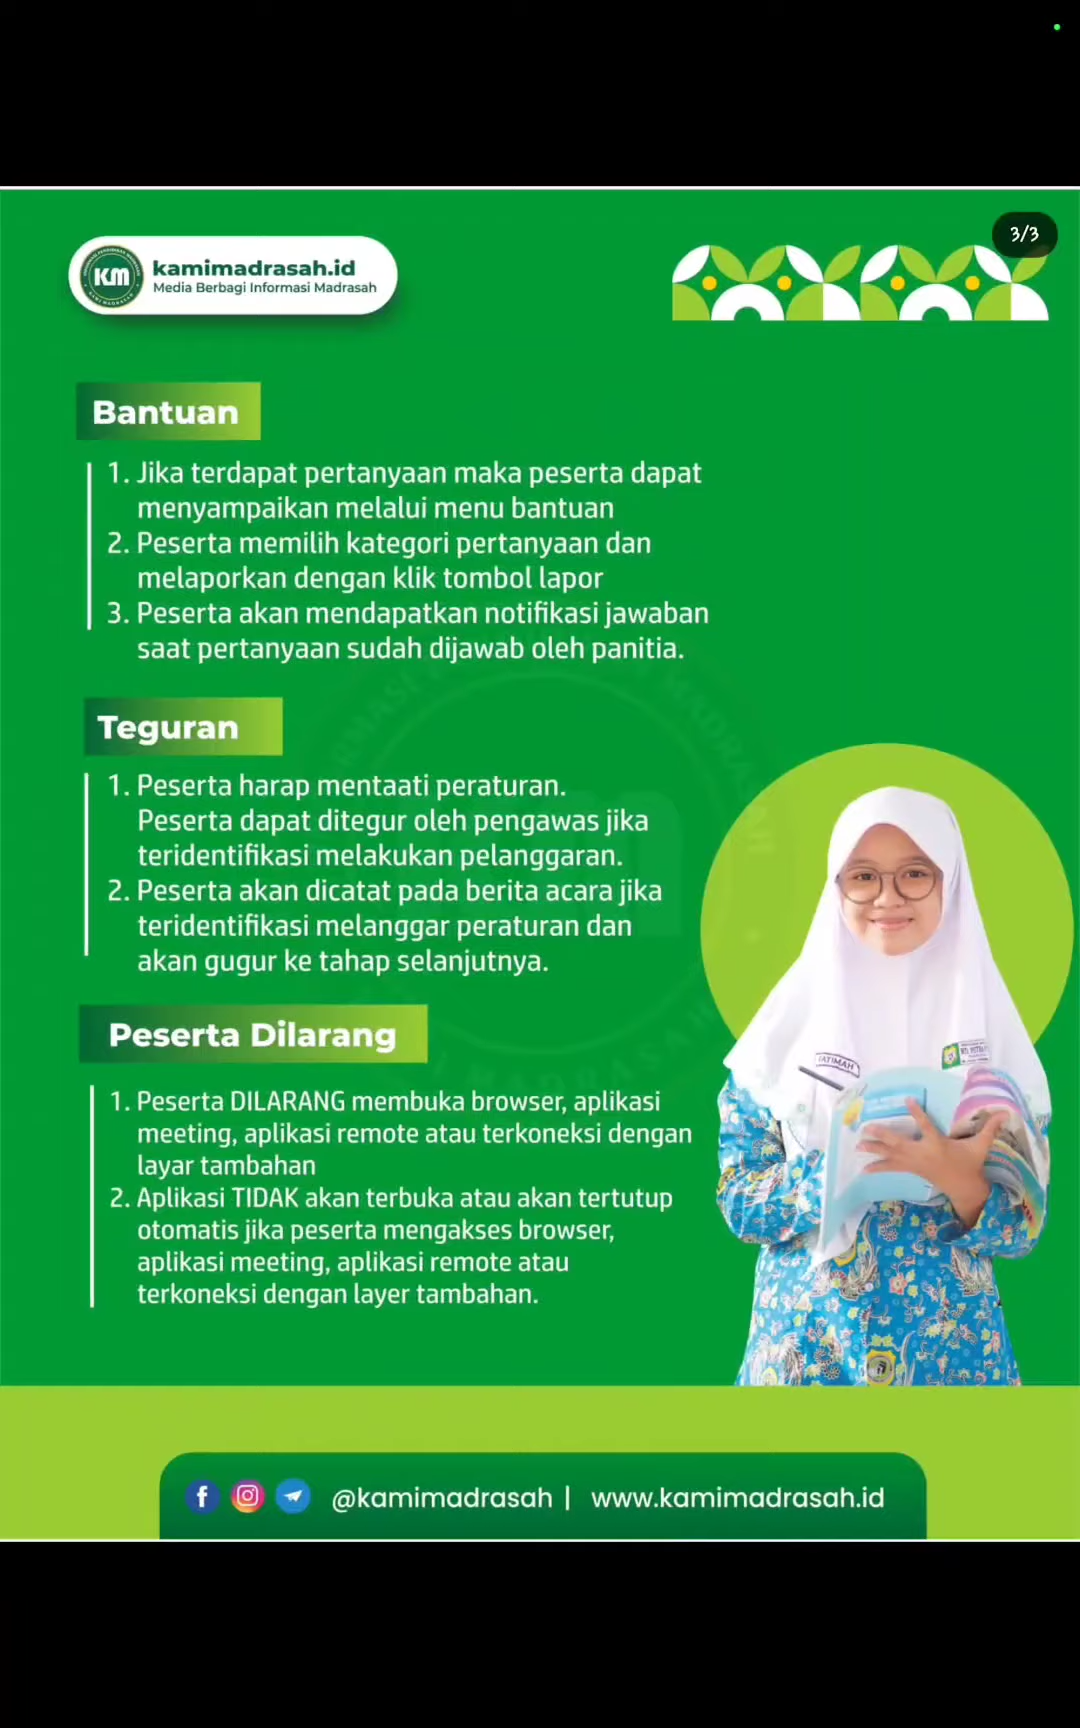 3/3
KM
kamimadrasah.id
Media Berbagi Informasi Madrasah
Bantuan
1. Jika terdapat pertanyaan maka peserta dapat
menyampaikan melalui menu bantuan
2. Peserta memilih kategori pertanyaan dan
melaporkan dengan klik tombol lapor
3. Peserta akan mendapatkan notifikasi jawaban
saat pertanyaan sudah dijawab oleh panitia.
Teguran
1. Peserta harap mentaati peraturan.
Peserta dapat ditegur oleh pengawas jika
teridentifikasi melakukan pelanggaran.
2. Peserta akan dicatat pada berita acara jika
teridentifikasi melanggar peraturan dan
akan gugur ke tahap selanjutnya.
Peserta Dilarang
1. Peserta DILARANG membuka browser, aplikasi
meeting, aplikasi remote atau terkoneksi dengan
layar tambahan
2. Aplikasi TIDAK akan terbuka atau akan tertutup
otomatis jika peserta mengakses browser,
aplikasi meeting, aplikasi remote atau
terkoneksi dengan layer tambahan.
FATIMAH
@kamimadrasah | www.kamimadrasah.id